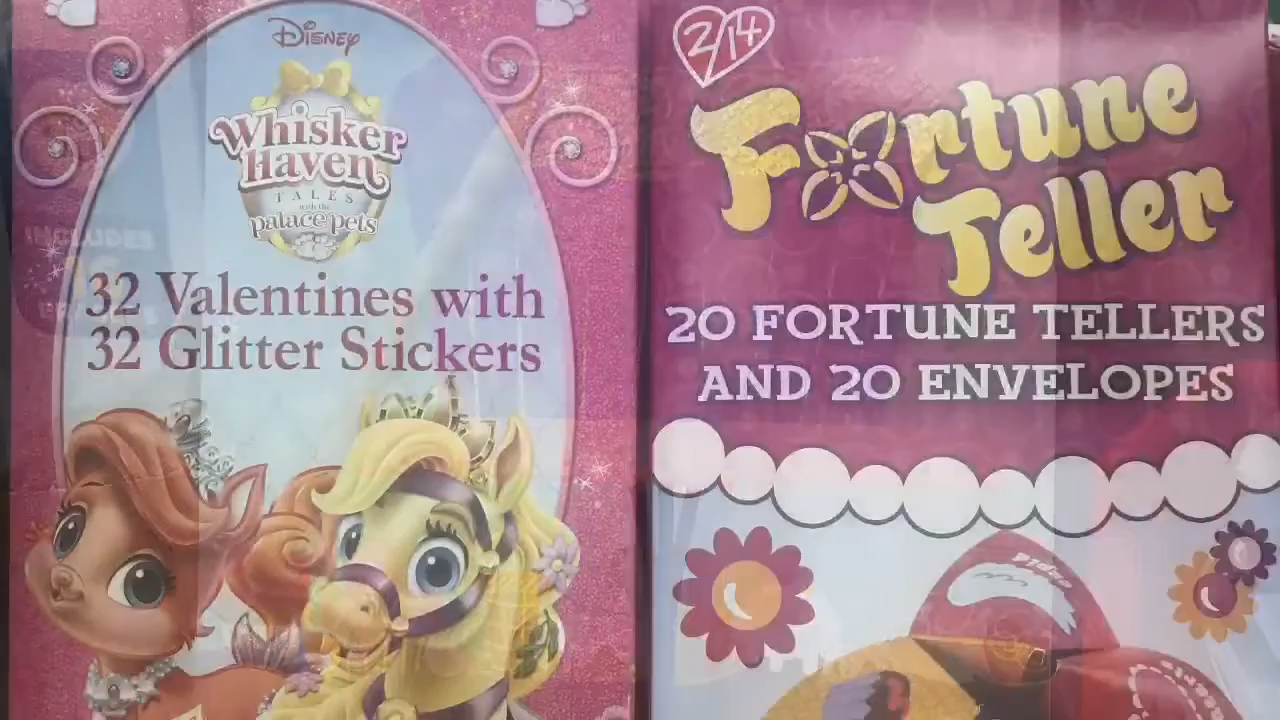 Disney
Whisker
Haven
TALES
with the
palace pets
32 Valentines with
32 Glitter Stickers
INCLUDES
2/14
Fortune
Teller
20 FORTUNE TELLERS
AND 20 ENVELOPES